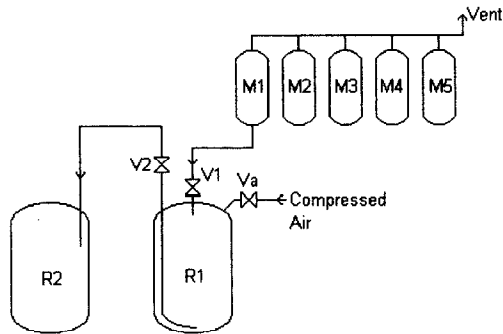 Vent
M1 M2 M3 M4 M5
V2
V1
Va
Compressed
Air
R2
R1